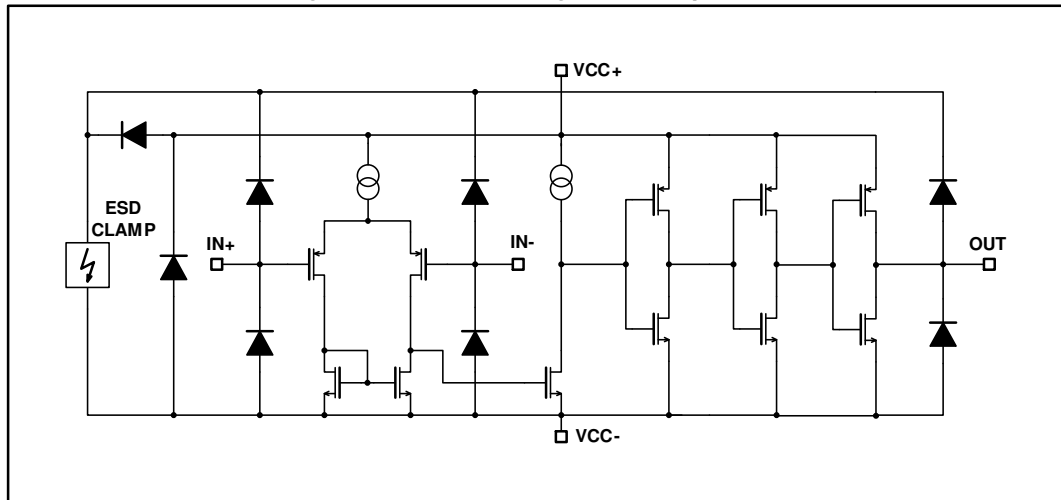 VCC+
ESD
CLAMP
IN+
IN-
OUT
VCC-